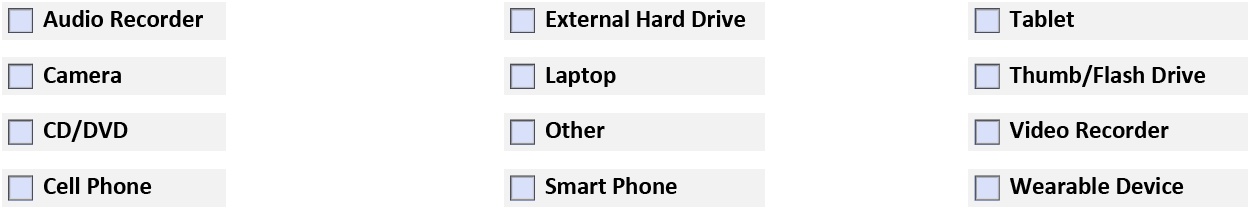 Audio Recorder
External Hard Drive
Tablet
Camera
Laptop
Thumb/Flash Drive
CD/DVD
Other
Video Recorder
Cell Phone
Smart Phone
Wearable Device